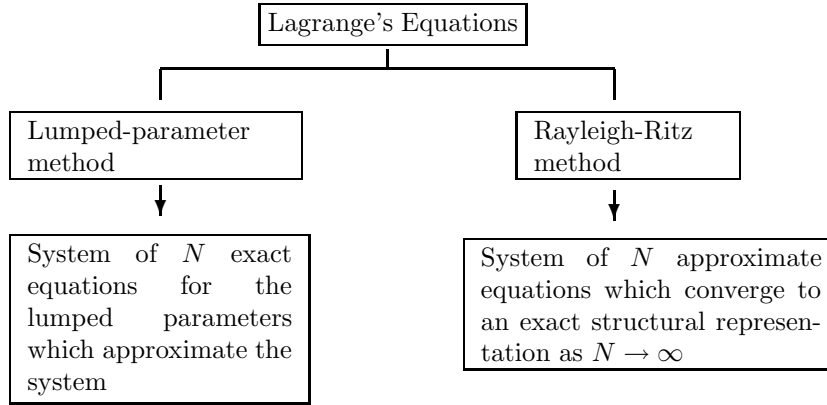 Lagrange's Equations
Lumped-parameter
method
Rayleigh-Ritz
method
System of N exact
equations for the
lumped parameters
which approximate the
system
System of N approximate
equations which converge to
an exact structural represen-
tation as N → ∞